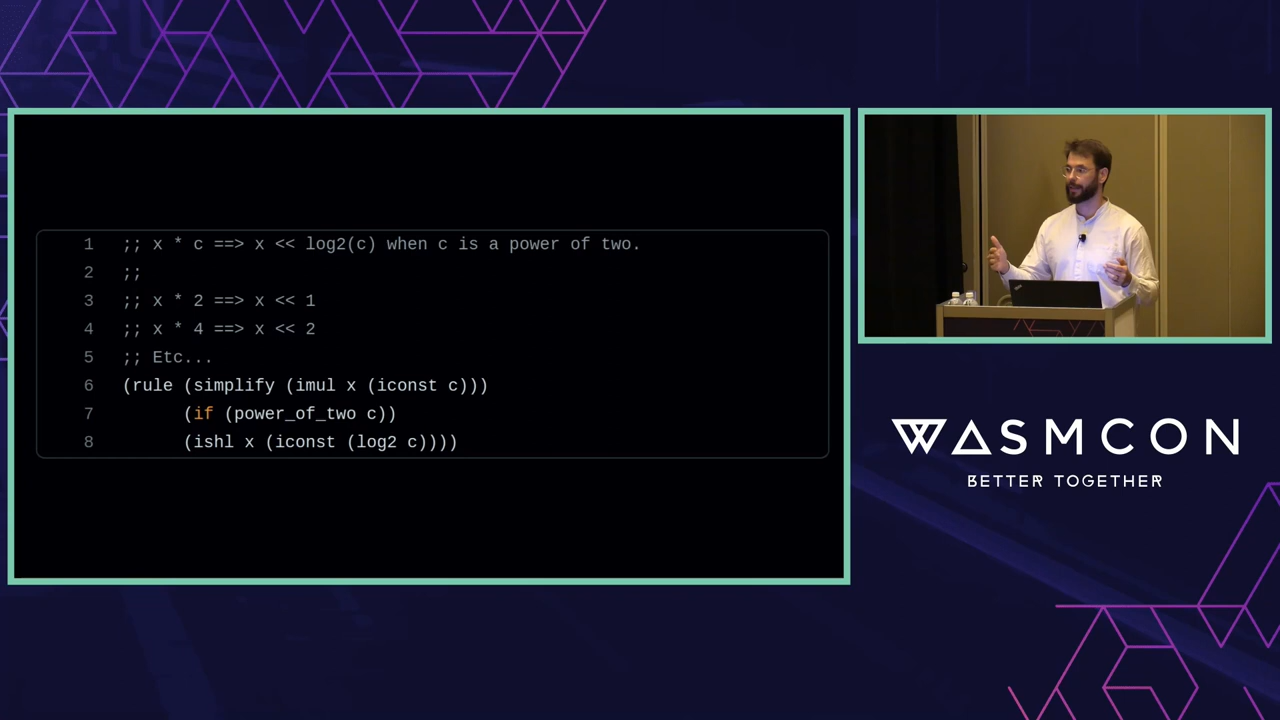 1 ;; x * c ==> x << log2(c) when c is a power of two.
2 ;;
3 ;; x * 2 ==> x << 1
4 ;; x * 4 ==> x << 2
5 ;; Etc...
6 (rule (simplify (imul x (iconst c)))
7 (if (power_of_two c))
8 (ishl x (iconst (log2 c))))
WASMCON
BETTER TOGETHER